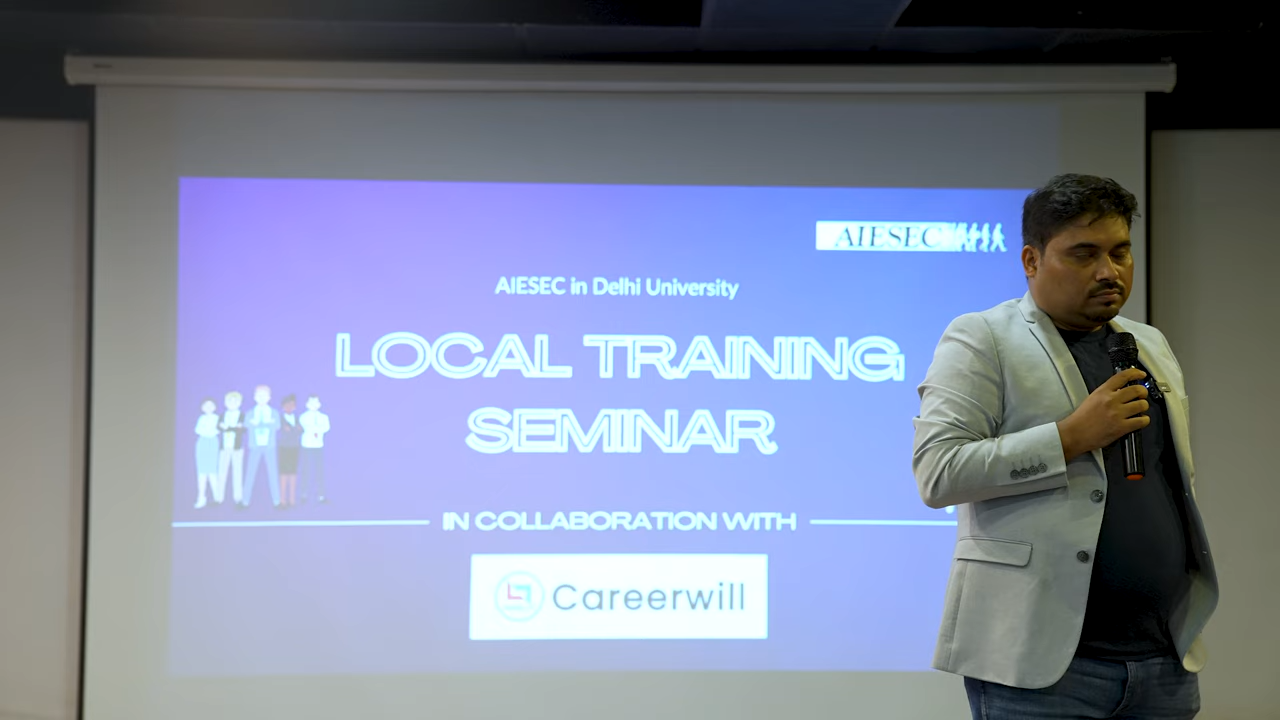 AIESEC
AIESEC in Delhi University
LOCAL TRAINING
SEMINAR
IN COLLABORATION WITH
Careerwill